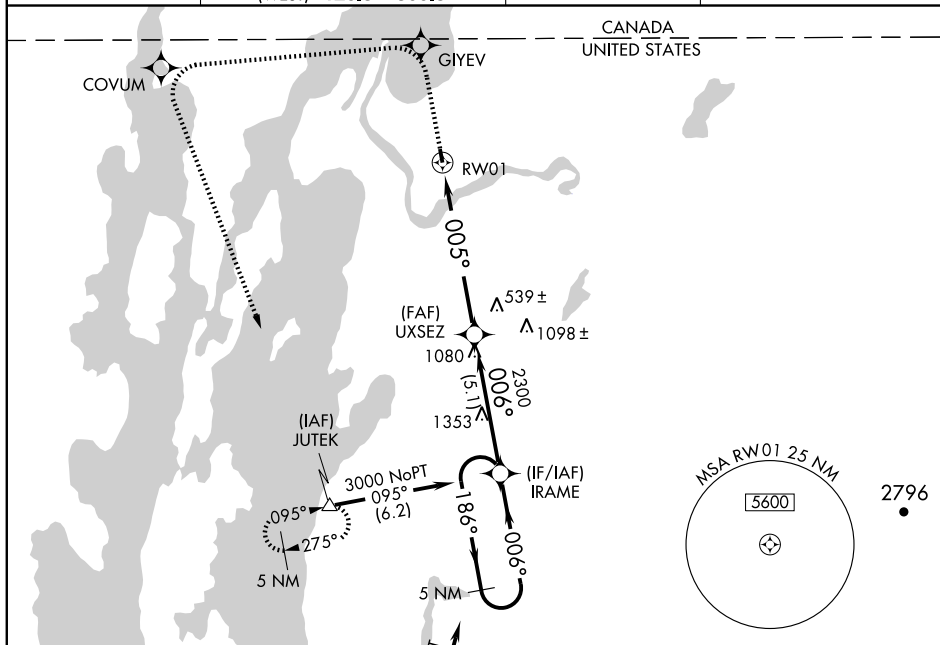 CANADA
UNITED STATES
COVUM
GIYEV
RW01
005°
539 ±
(FAF)
UXSEZ
1098 ±
1080
2300
006°
(5.1)
1353
(IAF)
JUTEK
3000 NoPT
095°
(6.2)
(IF/IAF)
IRAME
MSA RW01 25 NM
5600
2796
095°
275°
186°
006°
5 NM
5 NM